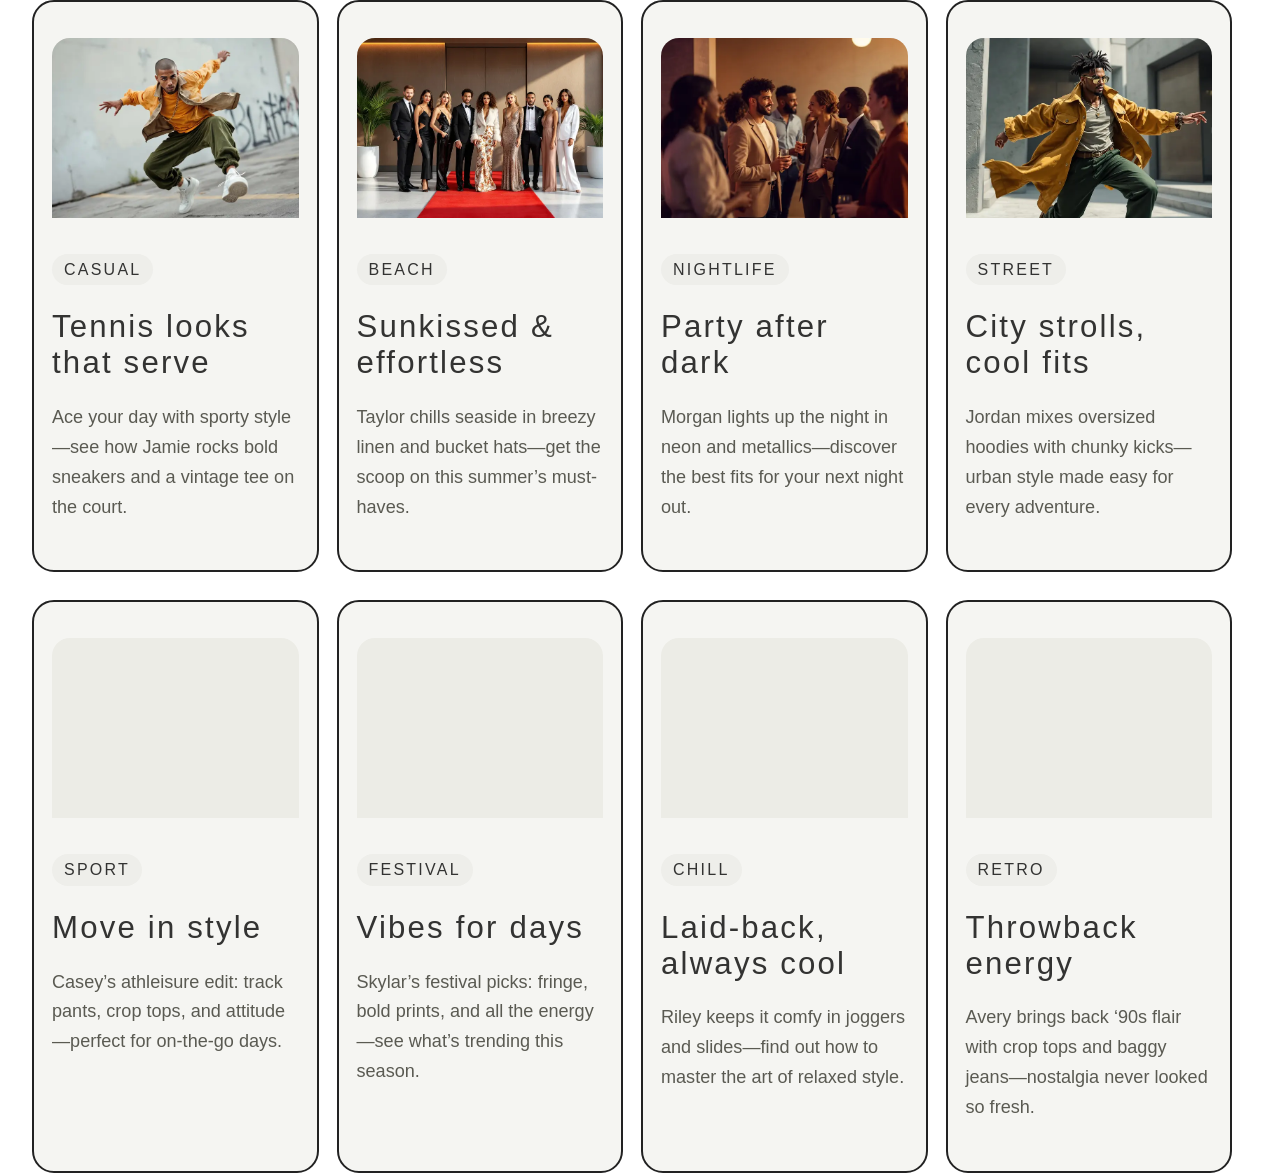 CASUAL
Tennis looks
that serve
Ace your day with sporty style
—see how Jamie rocks bold
sneakers and a vintage tee on
the court.
BEACH
Sunkissed &
effortless
Taylor chills seaside in breezy
linen and bucket hats—get the
scoop on this summer’s must-
haves.
NIGHTLIFE
Party after
dark
Morgan lights up the night in
neon and metallics—discover
the best fits for your next night
out.
STREET
City strolls,
cool fits
Jordan mixes oversized
hoodies with chunky kicks—
urban style made easy for
every adventure.
SPORT
Move in style
Casey’s athleisure edit: track
pants, crop tops, and attitude
—perfect for on-the-go days.
FESTIVAL
Vibes for days
Skylar’s festival picks: fringe,
bold prints, and all the energy
—see what’s trending this
season.
CHILL
Laid-back,
always cool
Riley keeps it comfy in joggers
and slides—find out how to
master the art of relaxed style.
RETRO
Throwback
energy
Avery brings back ‘90s flair
with crop tops and baggy
jeans—nostalgia never looked
so fresh.